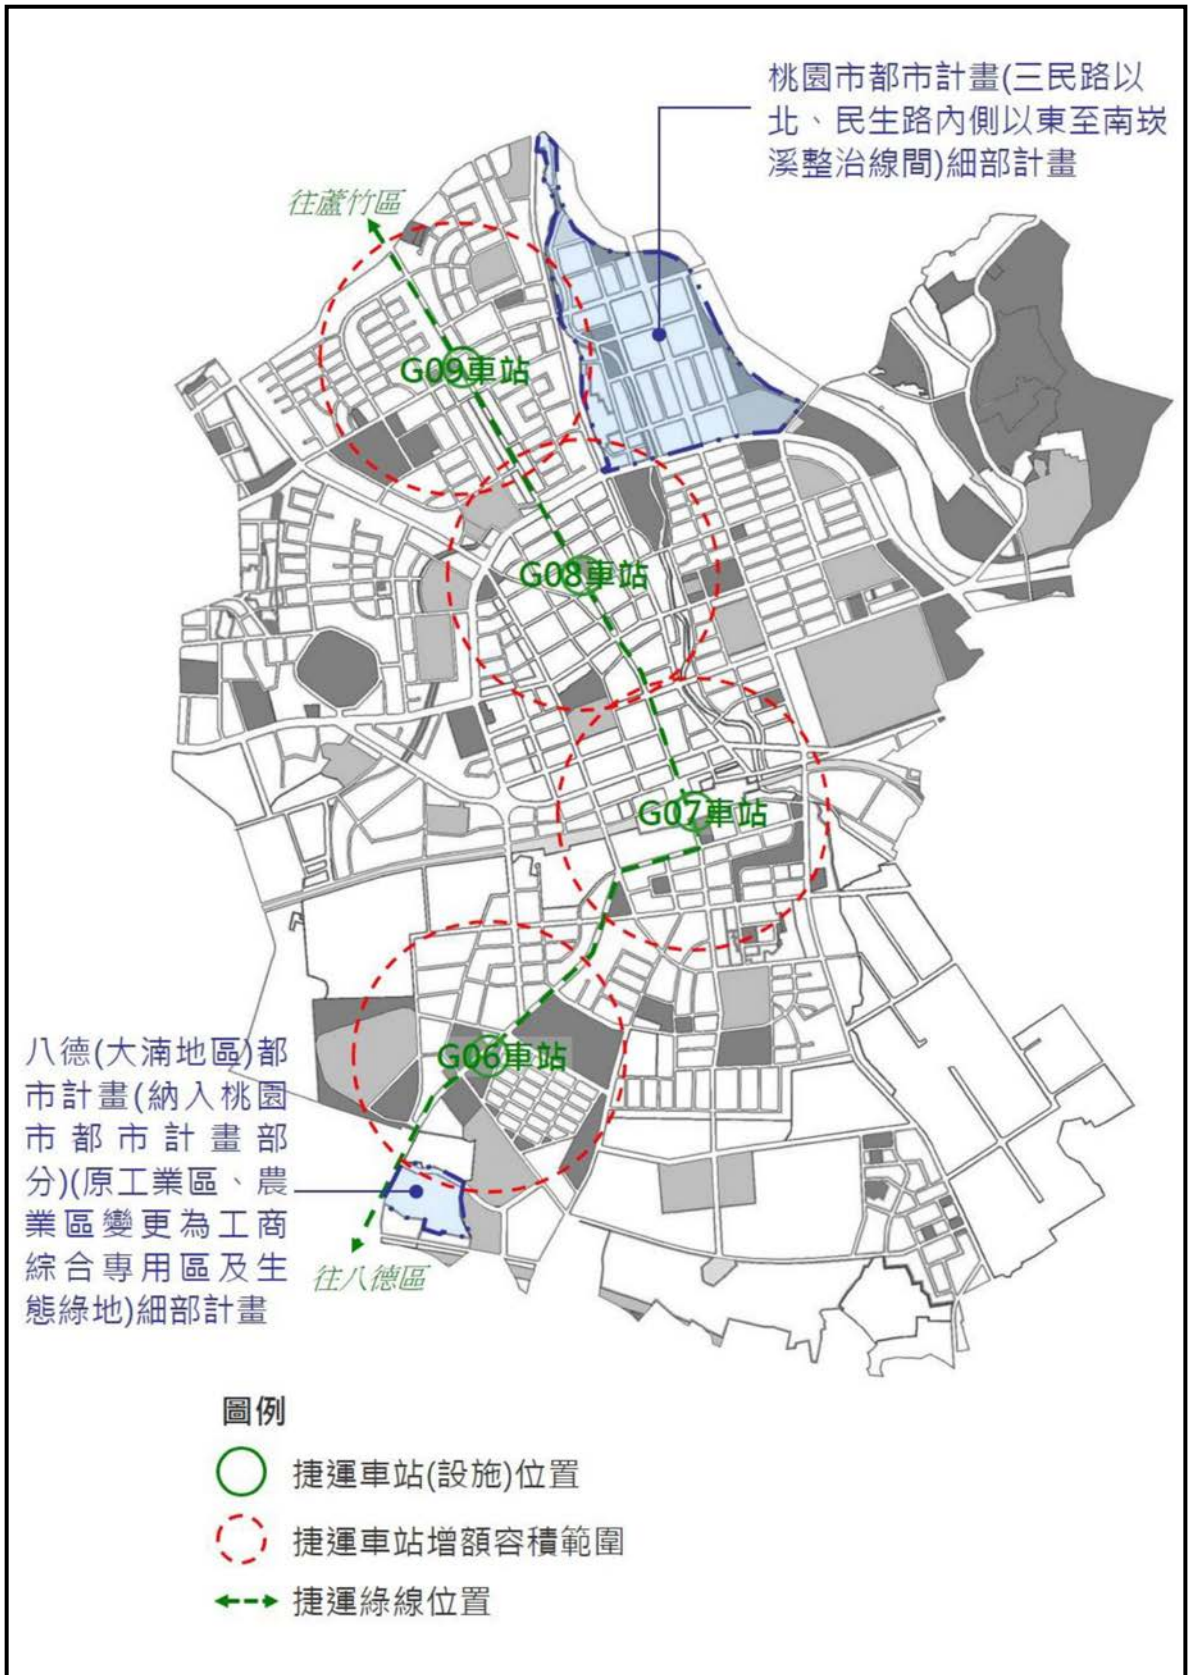 桃園市都市計畫(三民路以
北、民生路內側以東至南崁
溪整治線間)細部計畫
往蘆竹區
G09車站
G08車站
G07車站
G06車站
八德(大湳地區)都
市計畫(納入桃園
市都市計畫部
分)(原工業區、農
業區變更為工商
綜合專用區及生
態綠地)細部計畫
往八德區
圖例
捷運車站(設施)位置
捷運車站增額容積範圍
捷運綠線位置